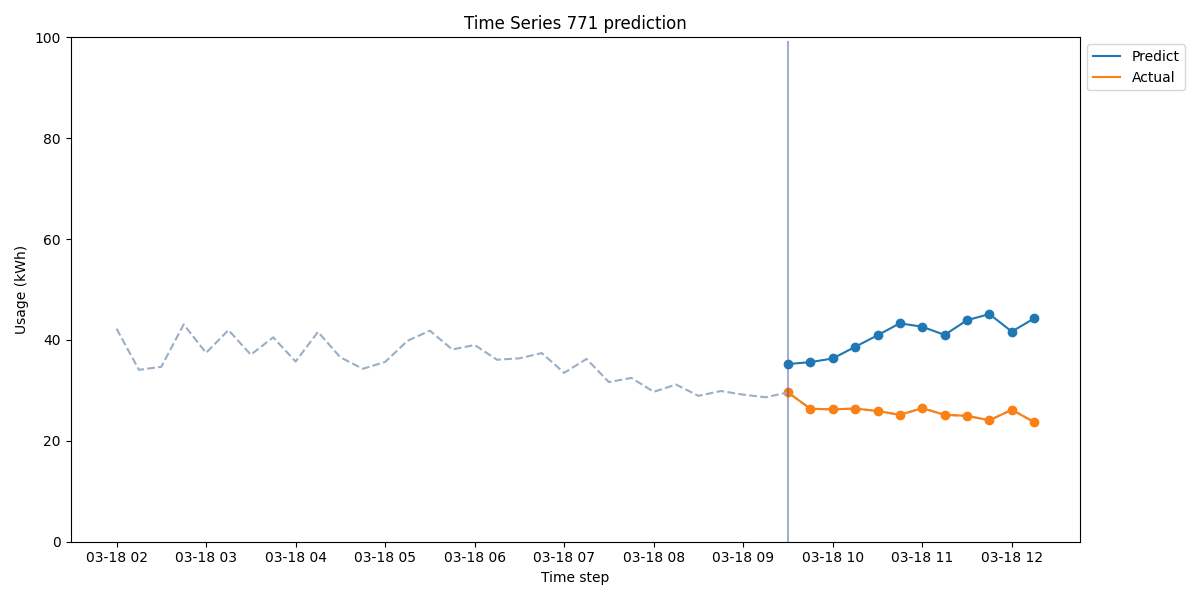 Time Series 771 prediction
Predict
Actual
Usage (kWh)
100
80
60
40
20
0
03-18 02 03-18 03 03-18 04 03-18 05 03-18 06 03-18 07 03-18 08 03-18 09 03-18 10 03-18 11 03-18 12
Time step